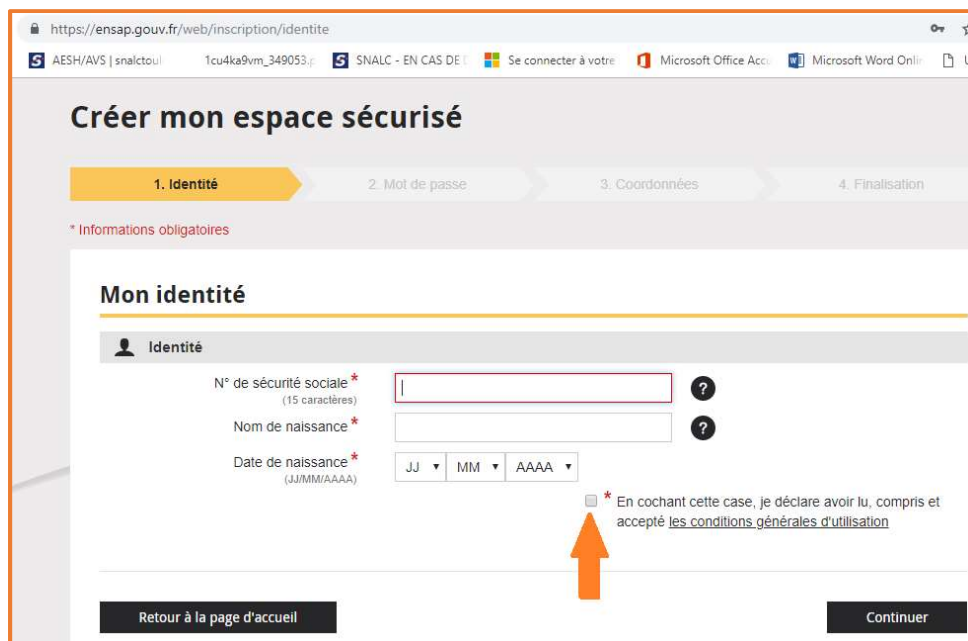 https://ensap.gouv.fr/web/inscription/identite
AESH/AVS | snalctoul 1cu4ka9vm_349053.p SNALC - EN CAS DE D Se connecter à votre Microsoft Office Acc Microsoft Word Onlin
Créer mon espace sécurisé
1. Identité 2. Mot de passe 3. Coordonnées 4. Finalisation
* Informations obligatoires
Mon identité
Identité
N° de sécurité sociale *
(15 caractères)
?
Nom de naissance *
?
Date de naissance *
(JJ/MM/AAAA)
JJ MM AAAA
* En cochant cette case, je déclare avoir lu, compris et
accepté les conditions générales d'utilisation
Retour à la page d'accueil Continuer